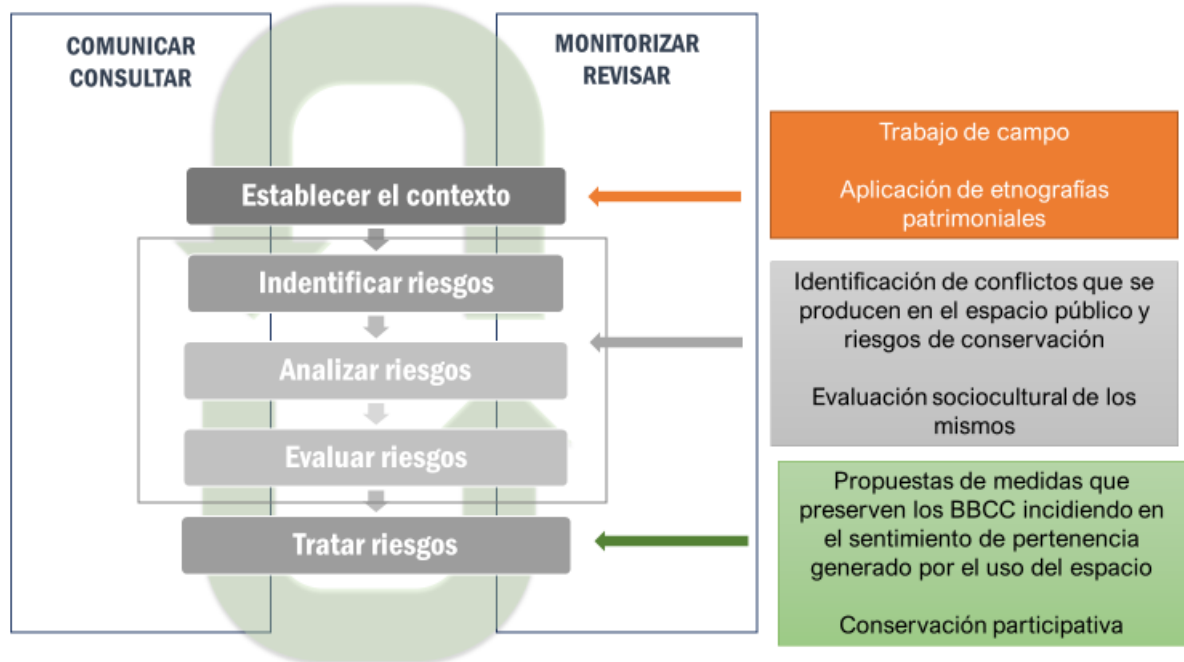 COMUNICAR
CONSULTAR
MONITORIZAR
REVISAR
Establecer el contexto
Indentificar riesgos
Analizar riesgos
Evaluar riesgos
Tratar riesgos
Trabajo de campo
Aplicación de etnografías
patrimoniales
Identificación de conflictos que se
producen en el espacio público y
riesgos de conservación
Evaluación sociocultural de los
mismos
Propuestas de medidas que
preserven los BBCC incidiendo en
el sentimiento de pertenencia
generado por el uso del espacio
Conservación participativa